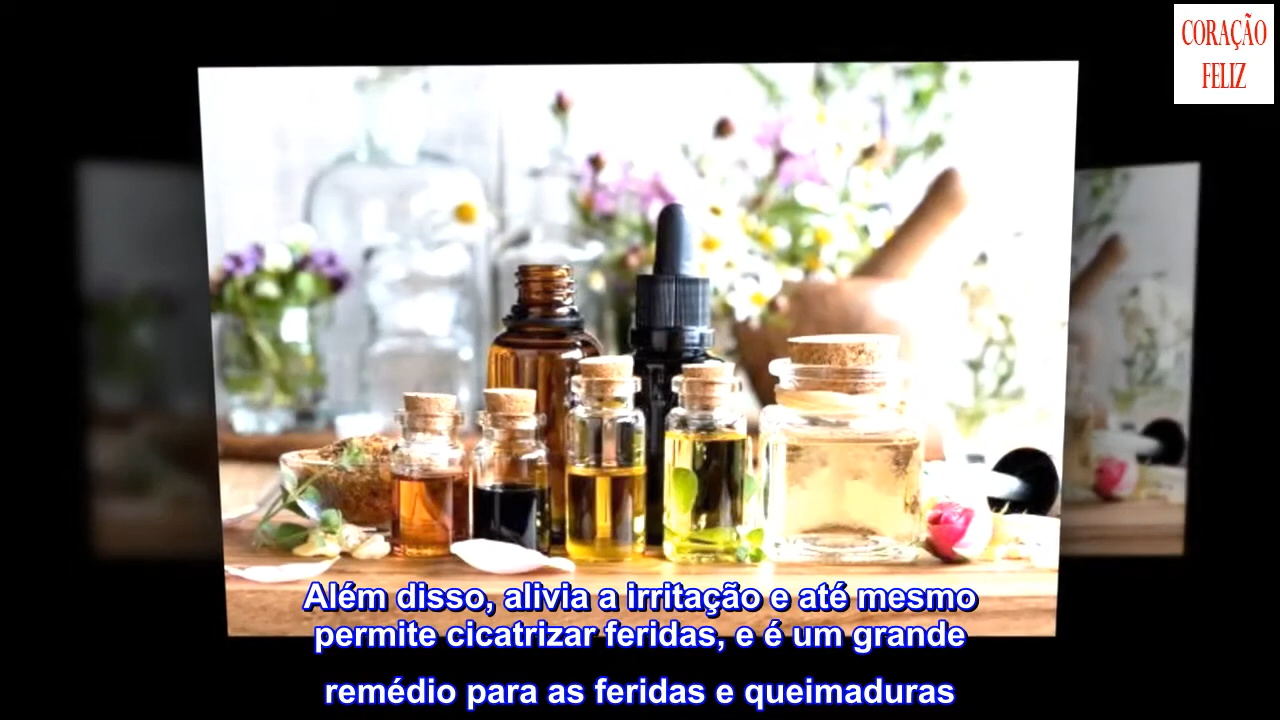 CORAÇÃO
FELIZ
Além disso, alivia a irritação e até mesmo
permite cicatrizar feridas, e é um grande
remédio para as feridas e queimaduras